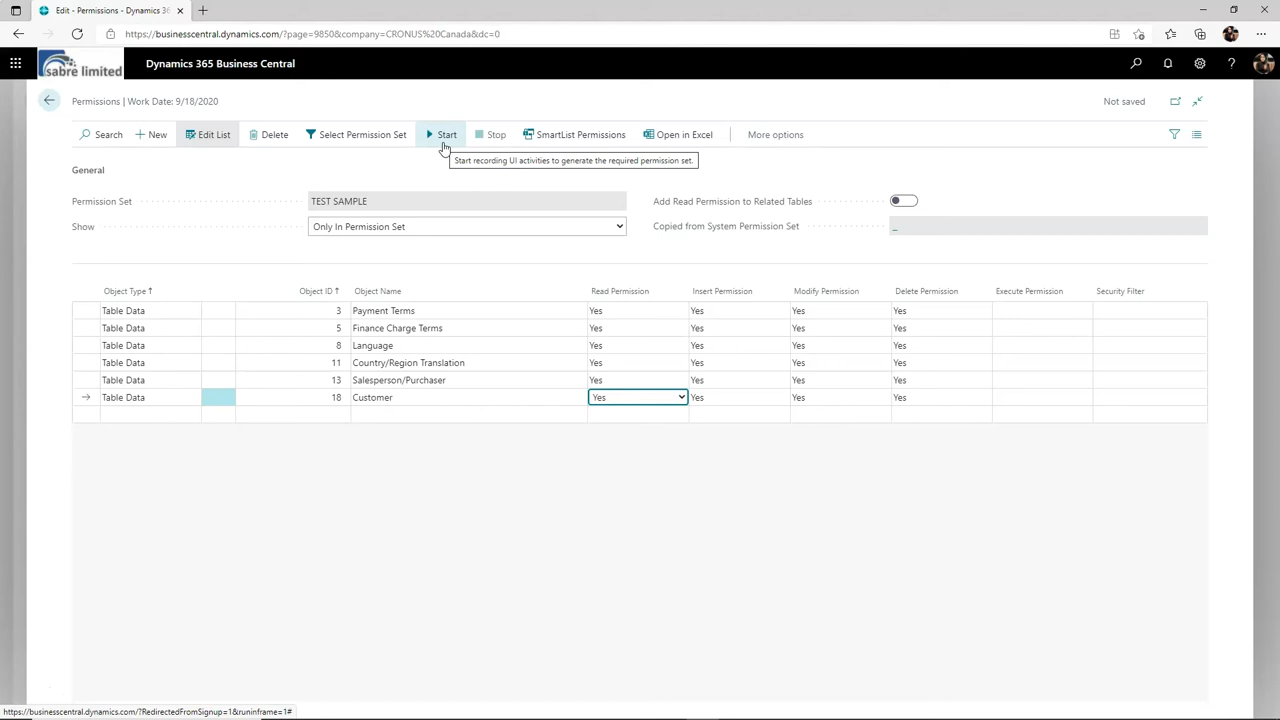 Edit - Permissions - Dynamics 365
https://businesscentral.dynamics.com/?page=9850&company=CRONUS%20Canada&dc=0
sabre limited
Dynamics 365 Business Central
Permissions | Work Date: 9/18/2020
Not saved
Search
New
Edit List
Delete
Select Permission Set
Start
Stop
SmartList Permissions
Open in Excel
More options
Start recording UI activities to generate the required permission set.
General
Permission Set TEST SAMPLE Add Read Permission to Related Tables
Show Only In Permission Set Copied from System Permission Set _
Object Type Object ID Object Name Read Permission Insert Permission Modify Permission Delete Permission Execute Permission Security Filter
Table Data 3 Payment Terms Yes Yes Yes Yes
Table Data 5 Finance Charge Terms Yes Yes Yes Yes
Table Data 8 Language Yes Yes Yes Yes
Table Data 11 Country/Region Translation Yes Yes Yes Yes
Table Data 13 Salesperson/Purchaser Yes Yes Yes Yes
Table Data 18 Customer Yes Yes Yes Yes
https://businesscentral.dynamics.com/?RedirectedFromSignup=1&runinframe=1#